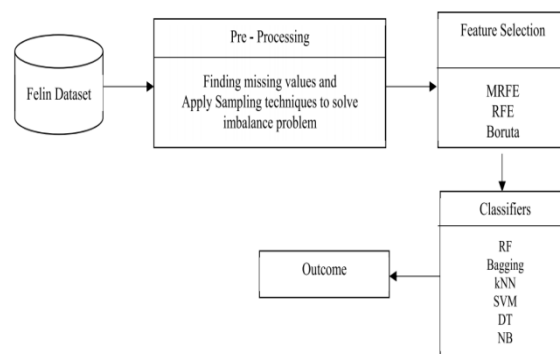 Felin Dataset
Pre - Processing
Finding missing values and
Apply Sampling techniques to solve
imbalance problem
Feature Selection
MRFE
RFE
Boruta
Classifiers
RF
Bagging
kNN
SVM
DT
NB
Outcome